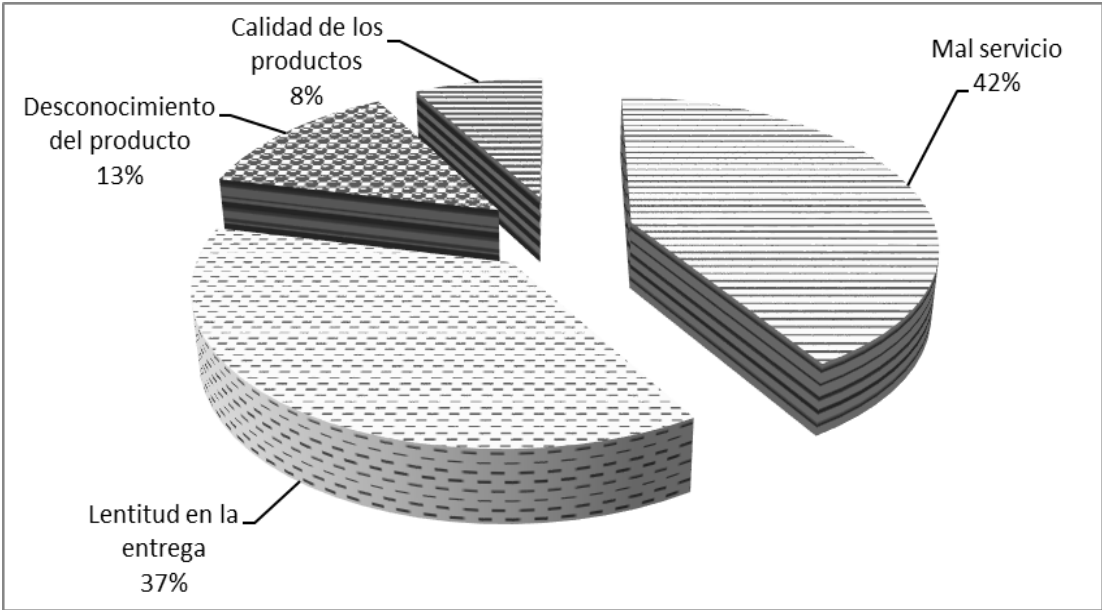 Calidad de los
productos
8%
Mal servicio
42%
Desconocimiento
del producto
13%
Lentitud en la
entrega
37%